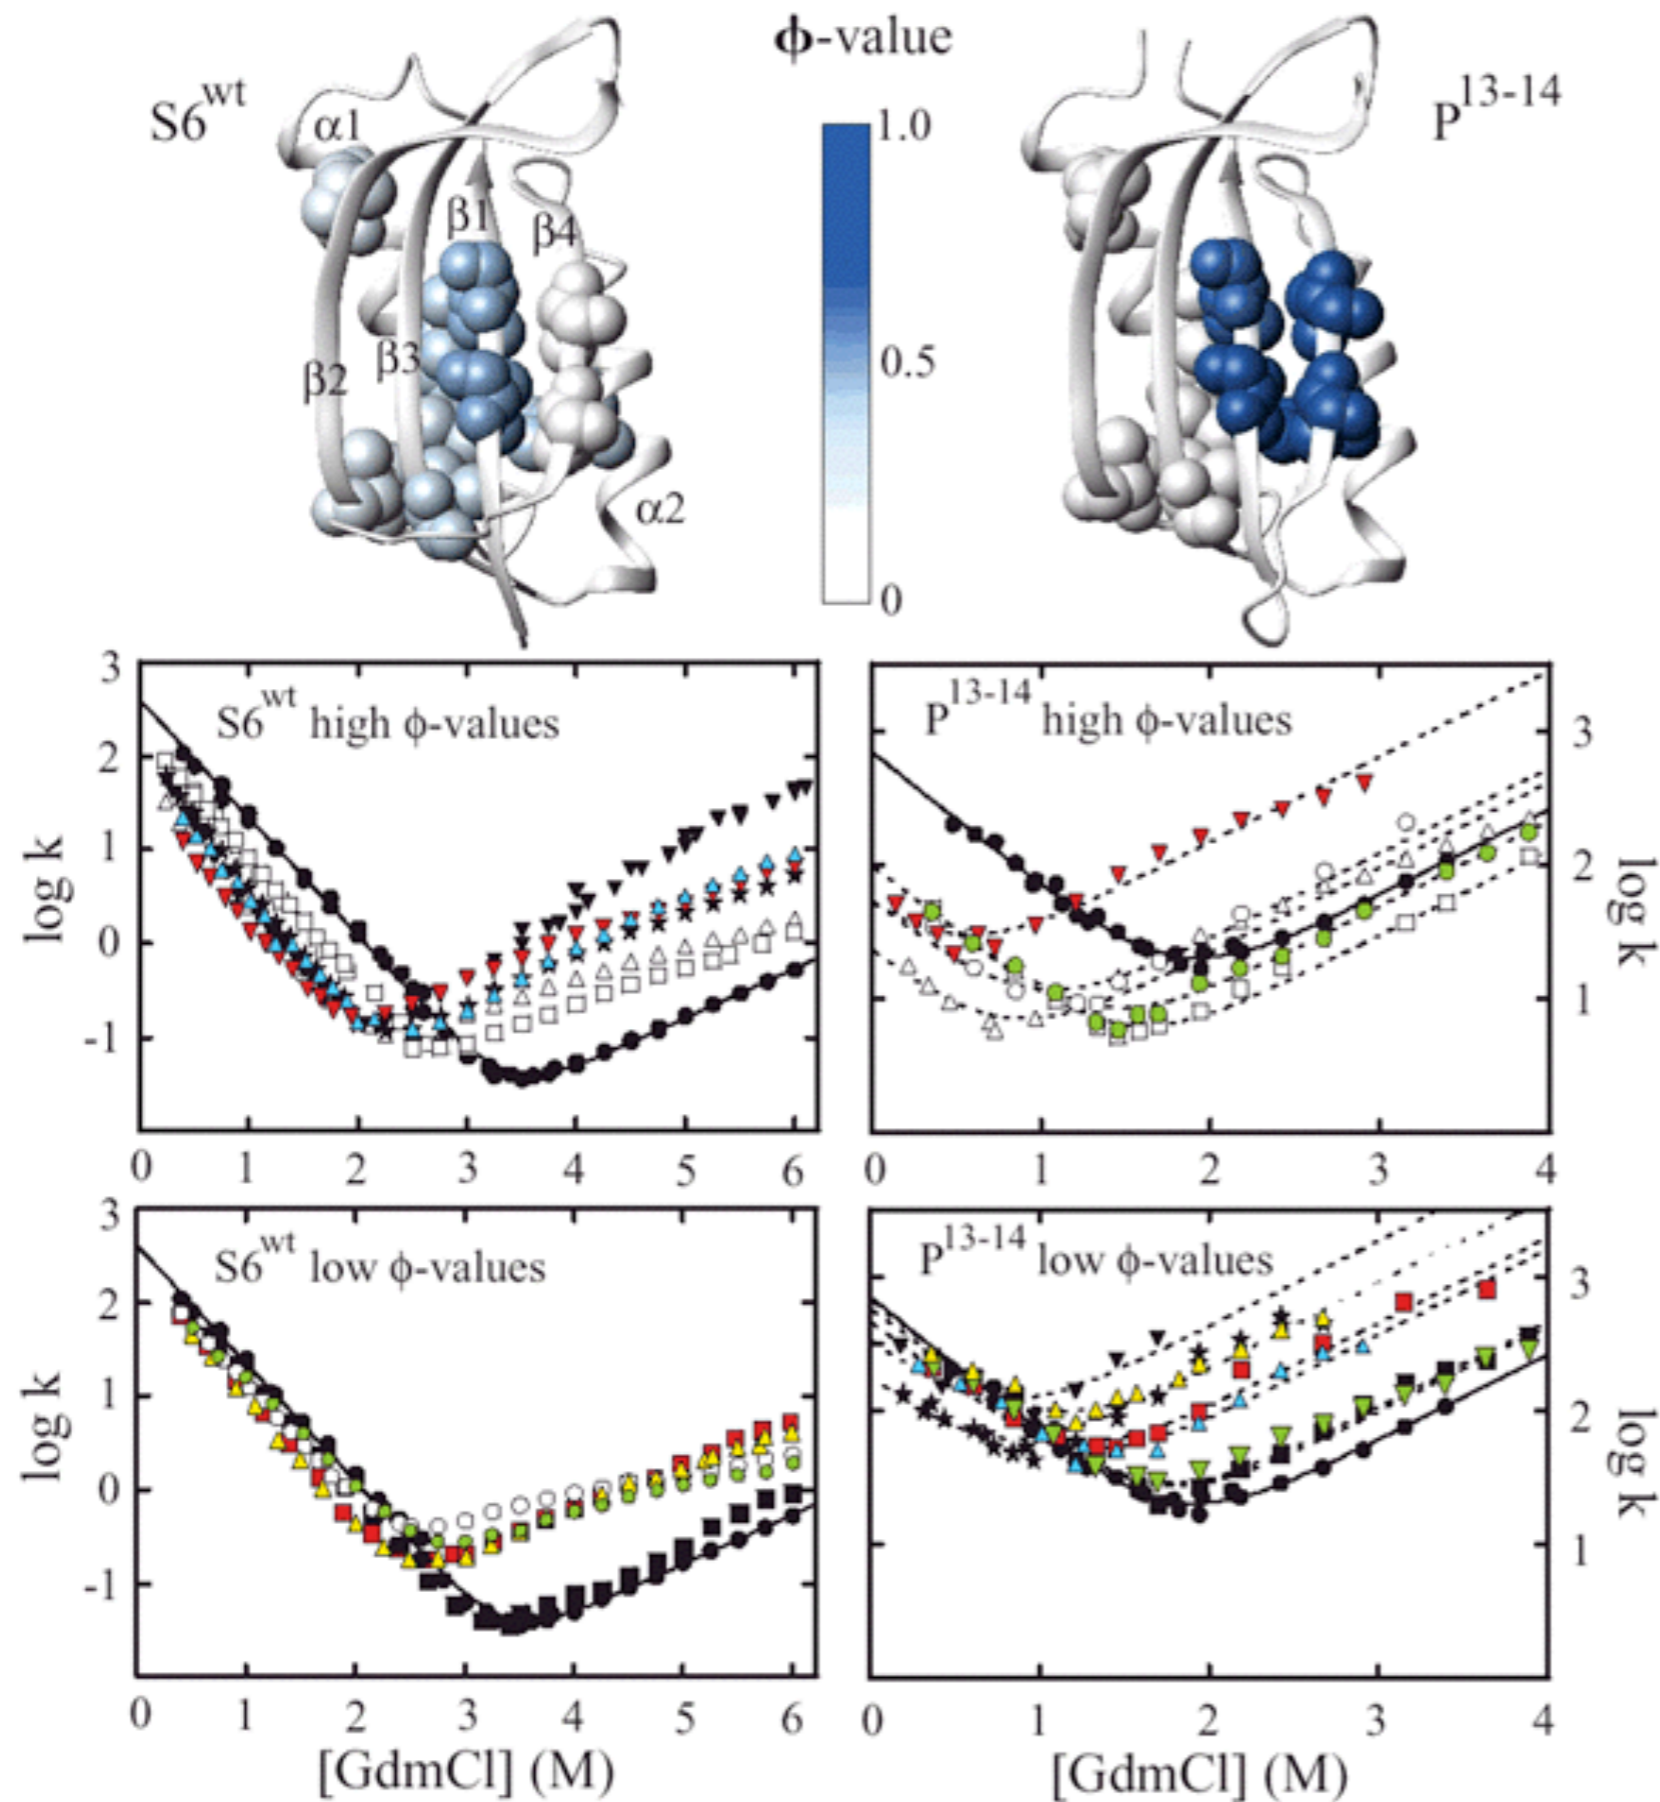 ϕ-value
S6wt
P13-14
α1
1.0
β1
β4
β3
0.5
β2
α2
0
3
S6wt high ϕ-values
P13-14 high ϕ-values
3
2
1
2
log k
log k
0
1
-1
0 1 2 3 4 5 6
0 1 2 3 4
3
S6wt low ϕ-values
P13-14 low ϕ-values
3
2
1
2
log k
log k
0
1
-1
0 1 2 3 4 5 6
0 1 2 3 4
[GdmCl] (M)
[GdmCl] (M)